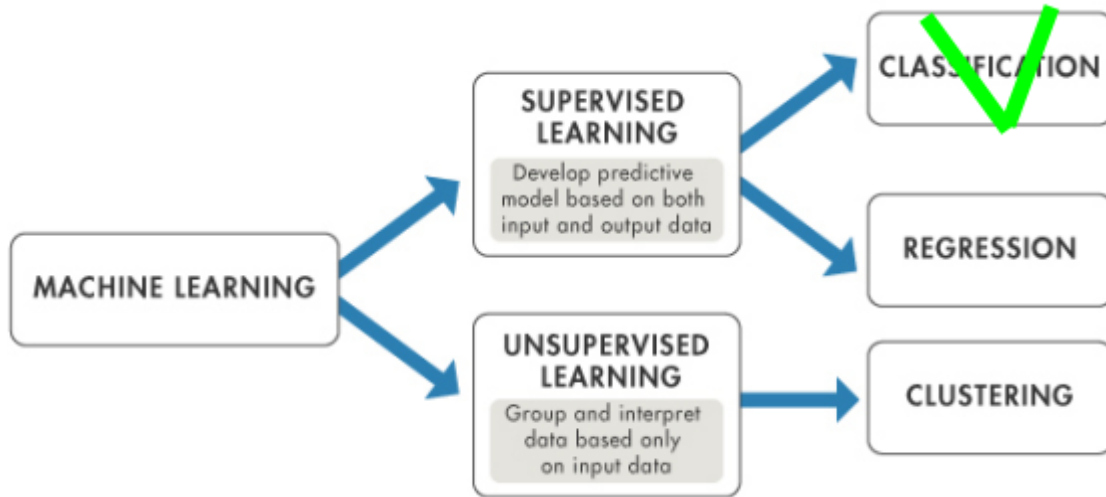 MACHINE LEARNING
SUPERVISED
LEARNING
Develop predictive
model based on both
input and output data
UNSUPERVISED
LEARNING
Group and interpret
data based only
on input data
CLASSIFICATION
REGRESSION
CLUSTERING